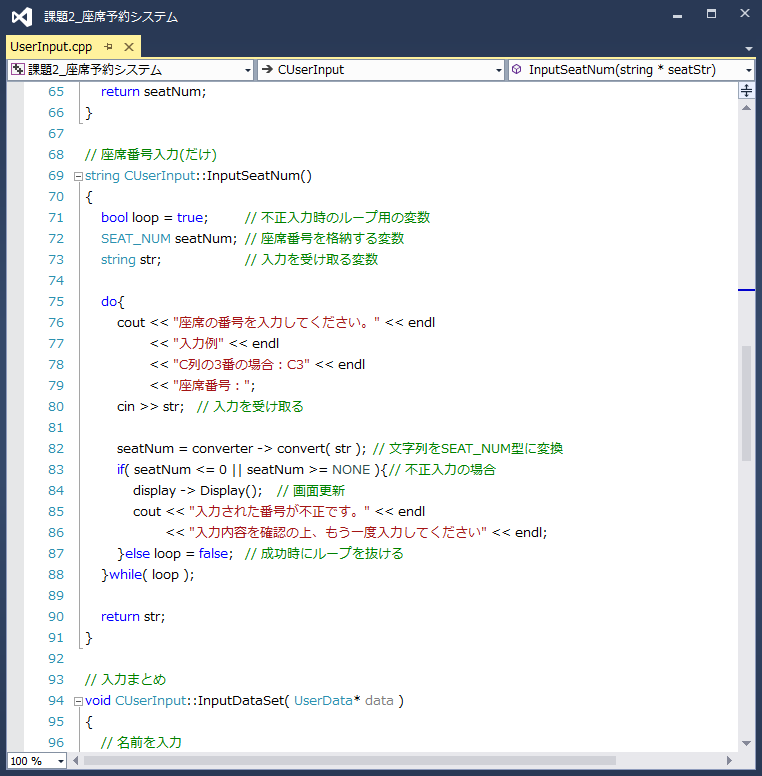 課題2_座席予約システム
UserInput.cpp
課題2_座席予約システム CUserInput InputSeatNum(string * seatStr)
65 return seatNum;
66 }
67
68 // 座席番号入力(だけ)
69 string CUserInput::InputSeatNum()
70 {
71 bool loop = true; // 不正入力時のループ用の変数
72 SEAT_NUM seatNum; // 座席番号を格納する変数
73 string str; // 入力を受け取る変数
74
75 do{
76 cout << "座席の番号を入力してください。" << endl
77 << "入力例" << endl
78 << "C列の3番の場合：C3" << endl
79 << "座席番号：";
80 cin >> str; // 入力を受け取る
81
82 seatNum = converter -> convert( str ); // 文字列をSEAT_NUM型に変換
83 if( seatNum <= 0 || seatNum >= NONE ){// 不正入力の場合
84 display -> Display(); // 画面更新
85 cout << "入力された番号が不正です。" << endl
86 << "入力内容を確認の上、もう一度入力してください" << endl;
87 }else loop = false; // 成功時にループを抜ける
88 }while( loop );
89
90 return str;
91 }
92
93 // 入力まとめ
94 void CUserInput::InputDataSet( UserData* data )
95 {
96 // 名前を入力
100 %